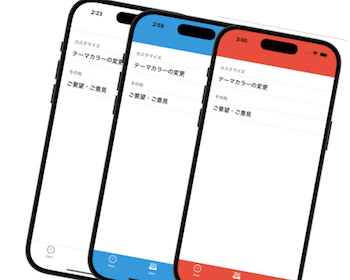 2:23
カスタマイズ
テーマカラーの変更
その他
ご要望・ご意見
2:59
カスタマイズ
テーマカラーの変更
その他
ご要望・ご意見
3:00
カスタマイズ
テーマカラーの変更
その他
ご要望・ご意見